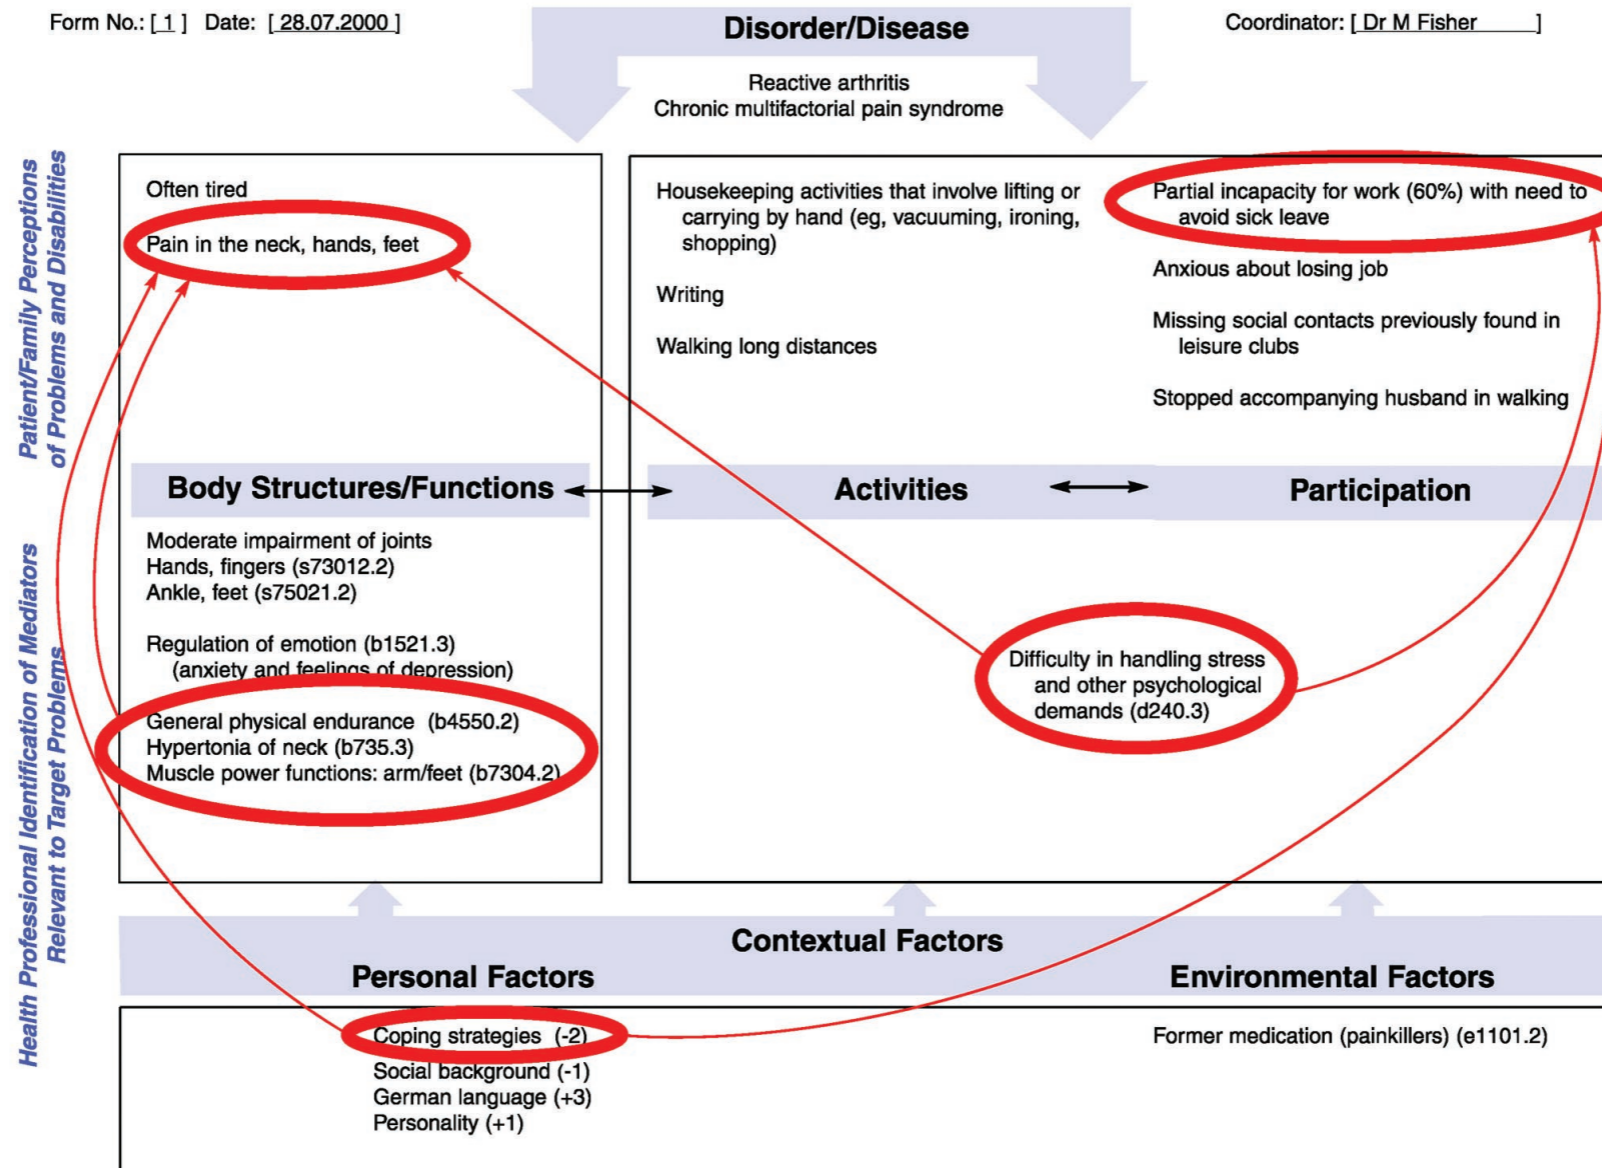 Form No.: [ 1 ] Date: [ 28.07.2000 ]
Disorder/Disease
Coordinator: [ Dr M Fisher ]
Reactive arthritis
Chronic multifactorial pain syndrome
Patient/Family Perceptions
of Problems and Disabilities
Often tired
Pain in the neck, hands, feet
Housekeeping activities that involve lifting or
carrying by hand (eg, vacuuming, ironing,
shopping)
Writing
Walking long distances
Partial incapacity for work (60%) with need to
avoid sick leave
Anxious about losing job
Missing social contacts previously found in
leisure clubs
Stopped accompanying husband in walking
Body Structures/Functions
Activities
Participation
Health Professional Identification of Mediators
Relevant to Target Problems
Moderate impairment of joints
Hands, fingers (s73012.2)
Ankle, feet (s75021.2)
Regulation of emotion (b1521.3)
(anxiety and feelings of depression)
General physical endurance (b4550.2)
Hypertonia of neck (b735.3)
Muscle power functions: arm/feet (b7304.2)
Difficulty in handling stress
and other psychological
demands (d240.3)
Contextual Factors
Personal Factors
Environmental Factors
Coping strategies (-2)
Social background (-1)
German language (+3)
Personality (+1)
Former medication (painkillers) (e1101.2)